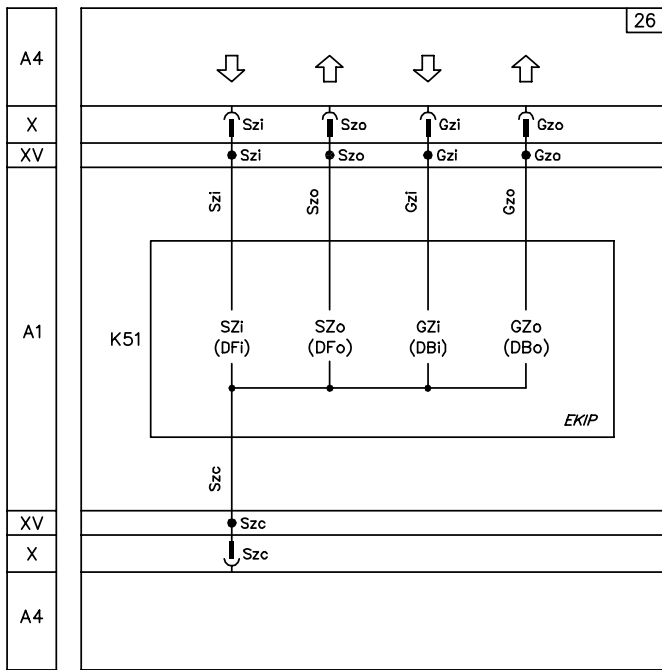 26
A4
X Szi Szo Gzi Gzo
XV Szi Szo Gzi Gzo
Szi Szo Gzi Gzo
A1
K51
SZi SZo GZi GZo
(DFi) (DFo) (DBi) (DBo)
EKIP
Szc
XV Szc
X Szc
A4